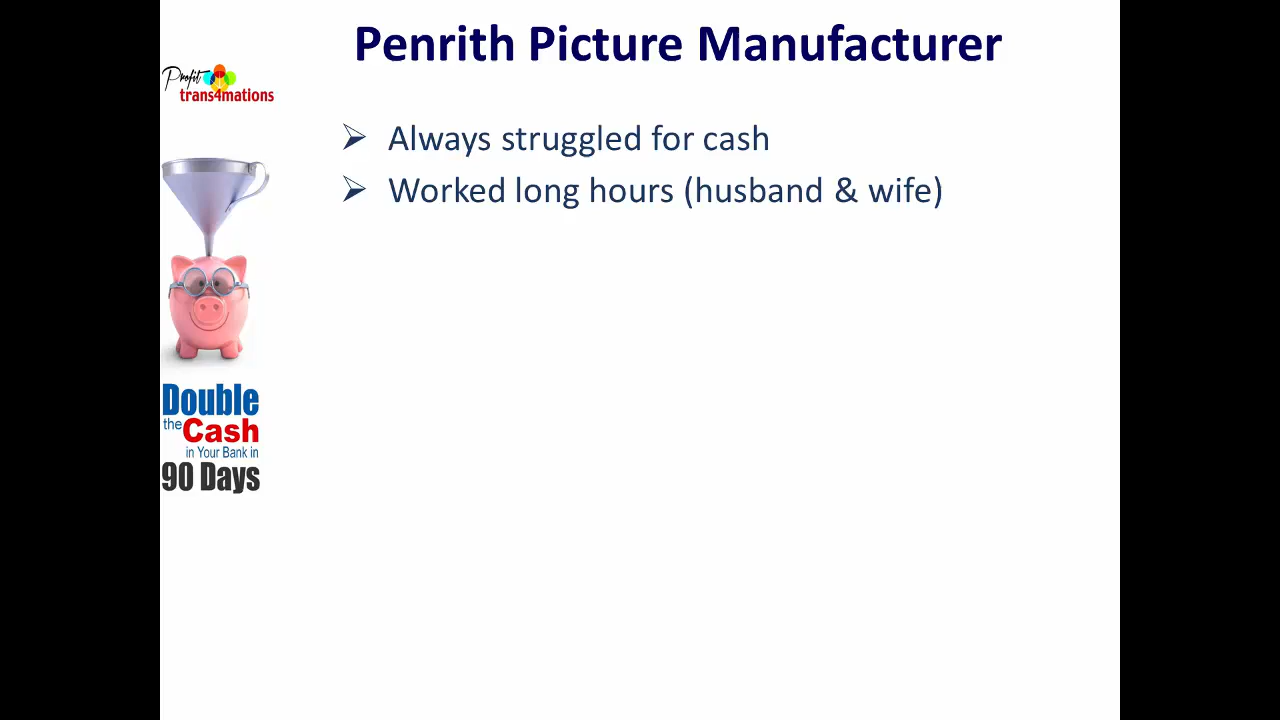 Penrith Picture Manufacturer
Profit
trans4mations
➢ Always struggled for cash
➢ Worked long hours (husband & wife)
Double
the Cash
in Your Bank in
90 Days